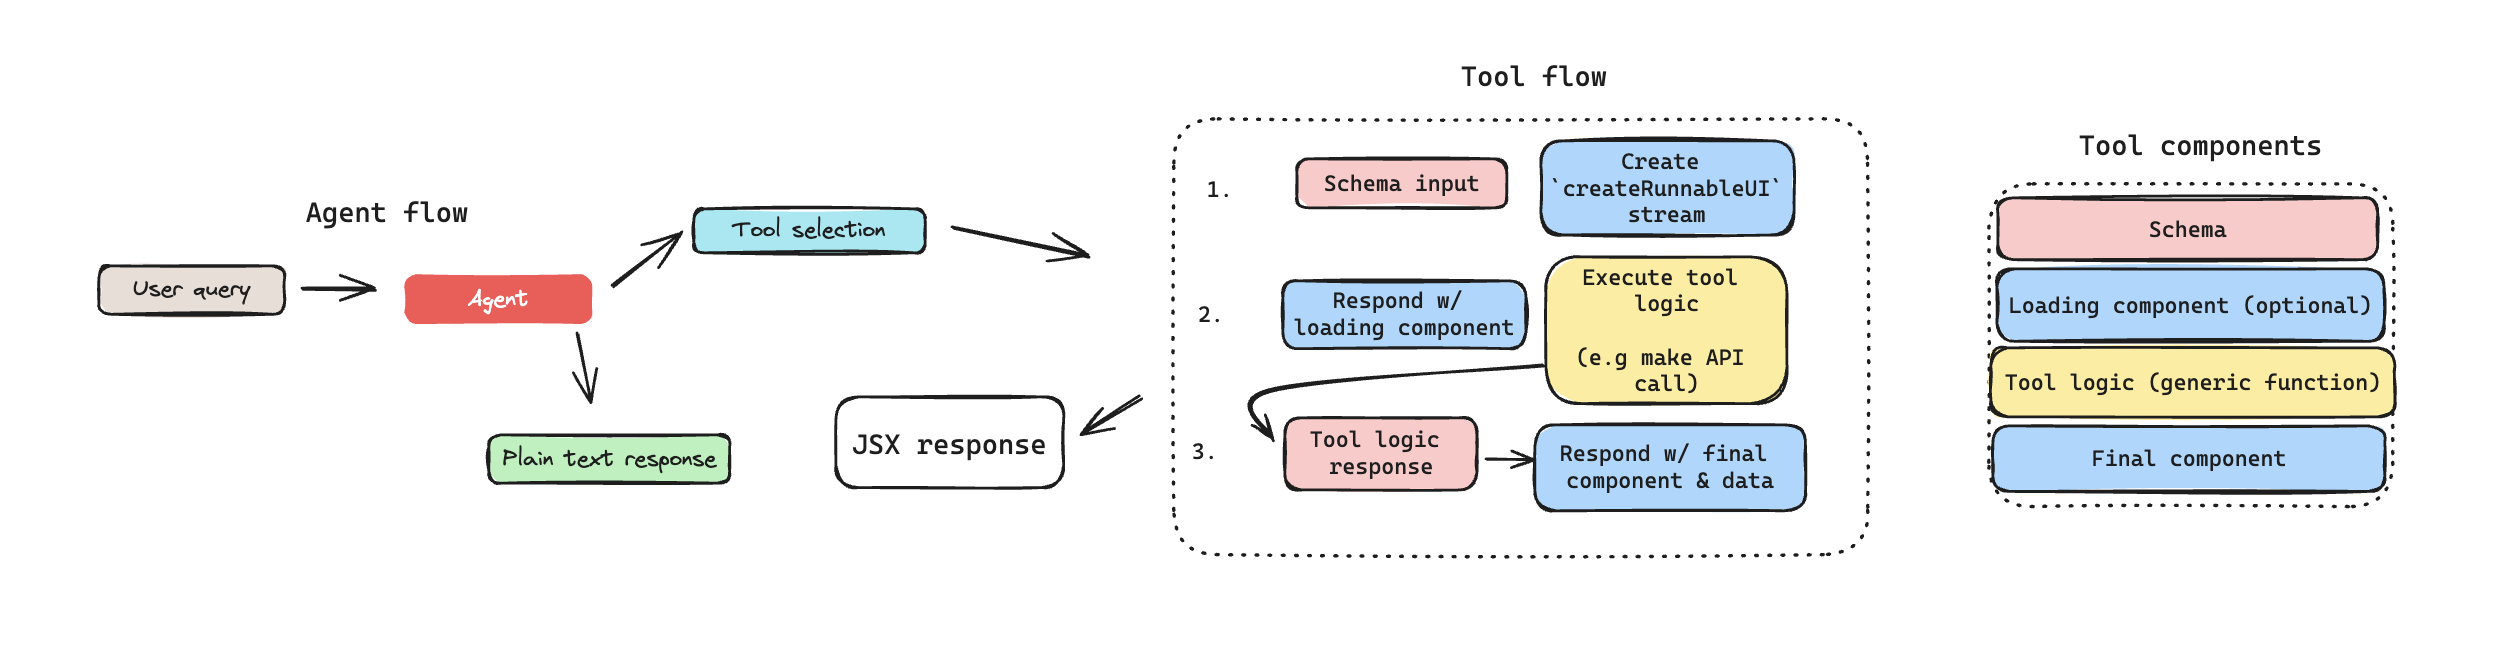 Agent flow
User query
Agent
Tool selection
Plain text response
JSX response
Tool flow
1.
Schema input
Create
`createRunnableUI`
stream
2.
Respond w/
loading component
Execute tool
logic
(e.g make API
call)
3.
Tool logic
response
Respond w/ final
component & data
Tool components
Schema
Loading component (optional)
Tool logic (generic function)
Final component